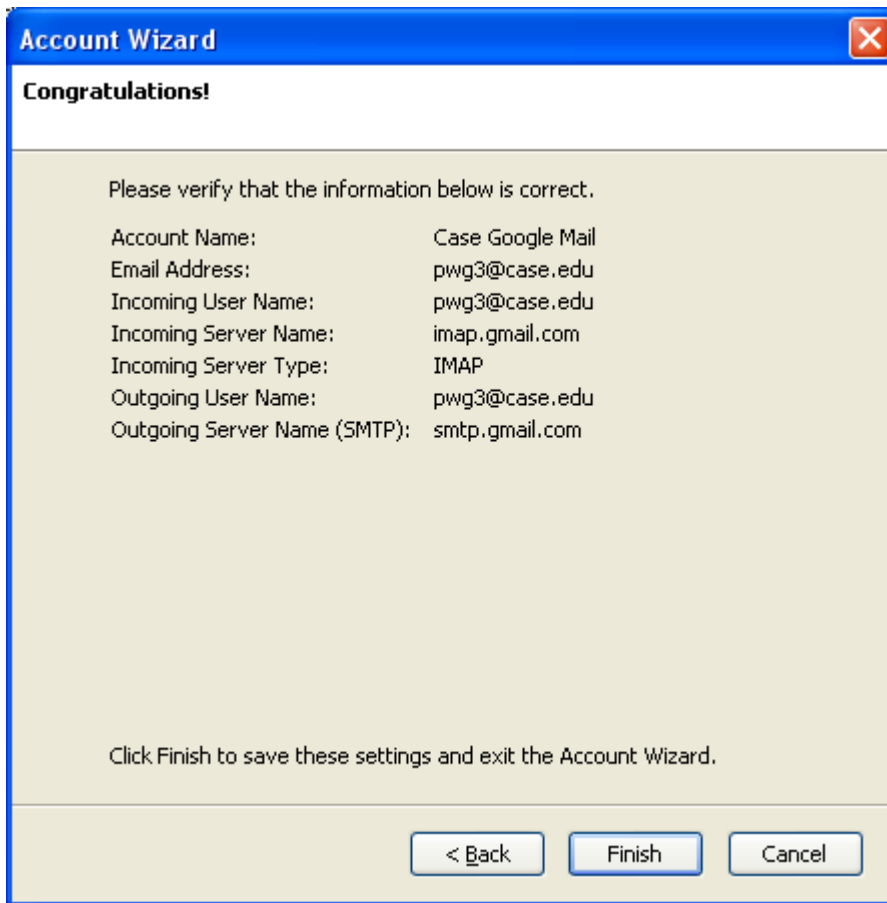 Account Wizard
Congratulations!
Please verify that the information below is correct.
Account Name: Case Google Mail
Email Address: pwg3@case.edu
Incoming User Name: pwg3@case.edu
Incoming Server Name: imap.gmail.com
Incoming Server Type: IMAP
Outgoing User Name: pwg3@case.edu
Outgoing Server Name (SMTP): smtp.gmail.com
Click Finish to save these settings and exit the Account Wizard.
< Back Finish Cancel